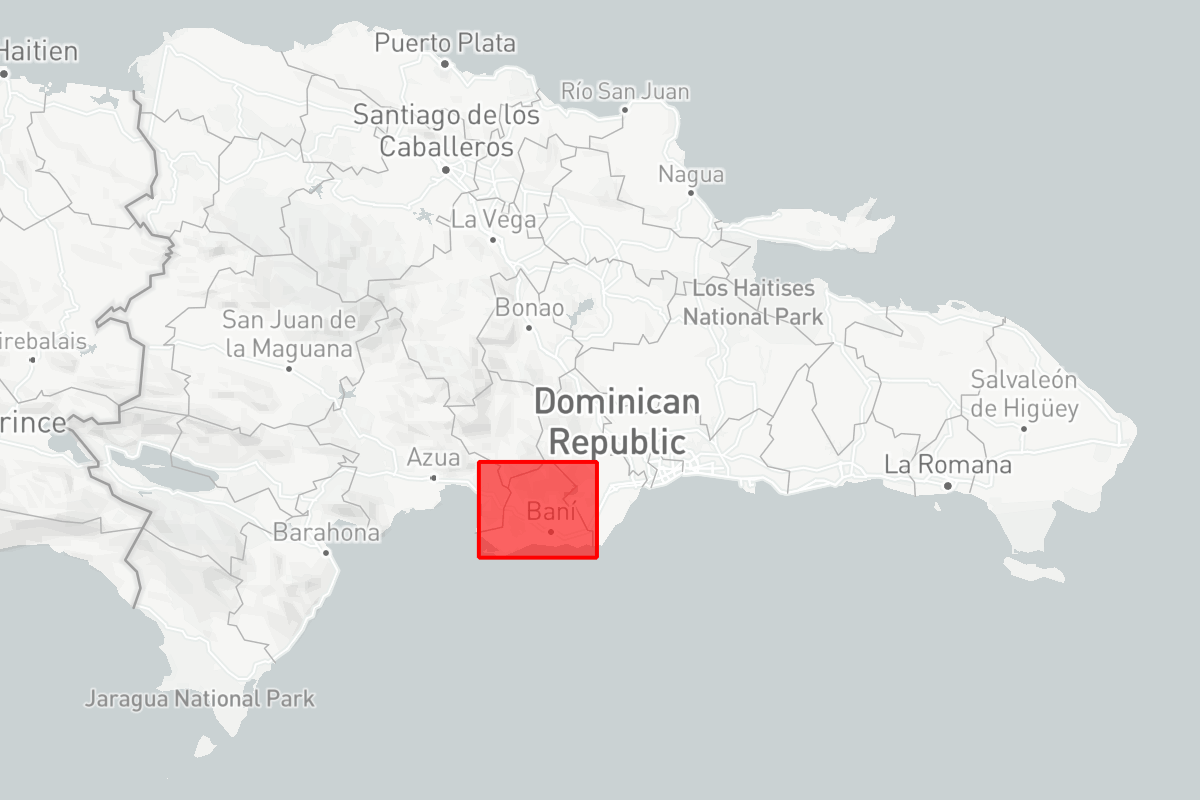 Haitien
Puerto Plata
Río San Juan
Santiago de los
Caballeros
Nagua
La Vega
Los Haitises
National Park
Bonao
San Juan de
la Maguana
irebalais
Salvaleón
de Higüey
Dominican
Republic
rince
Azua
La Romana
Baní
Barahona
Jaragua National Park